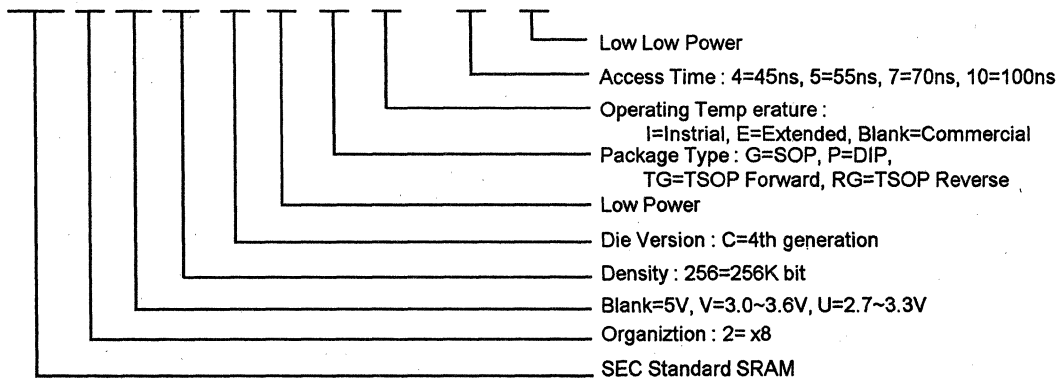 Low Low Power
Access Time : 4=45ns, 5=55ns, 7=70ns, 10=100ns
Operating Temp erature :
I=Instrial, E=Extended, Blank=Commercial
Package Type : G=SOP, P=DIP,
TG=TSOP Forward, RG=TSOP Reverse
Low Power
Die Version : C=4th generation
Density : 256=256K bit
Blank=5V, V=3.0~3.6V, U=2.7~3.3V
Organiztion : 2= x8
SEC Standard SRAM